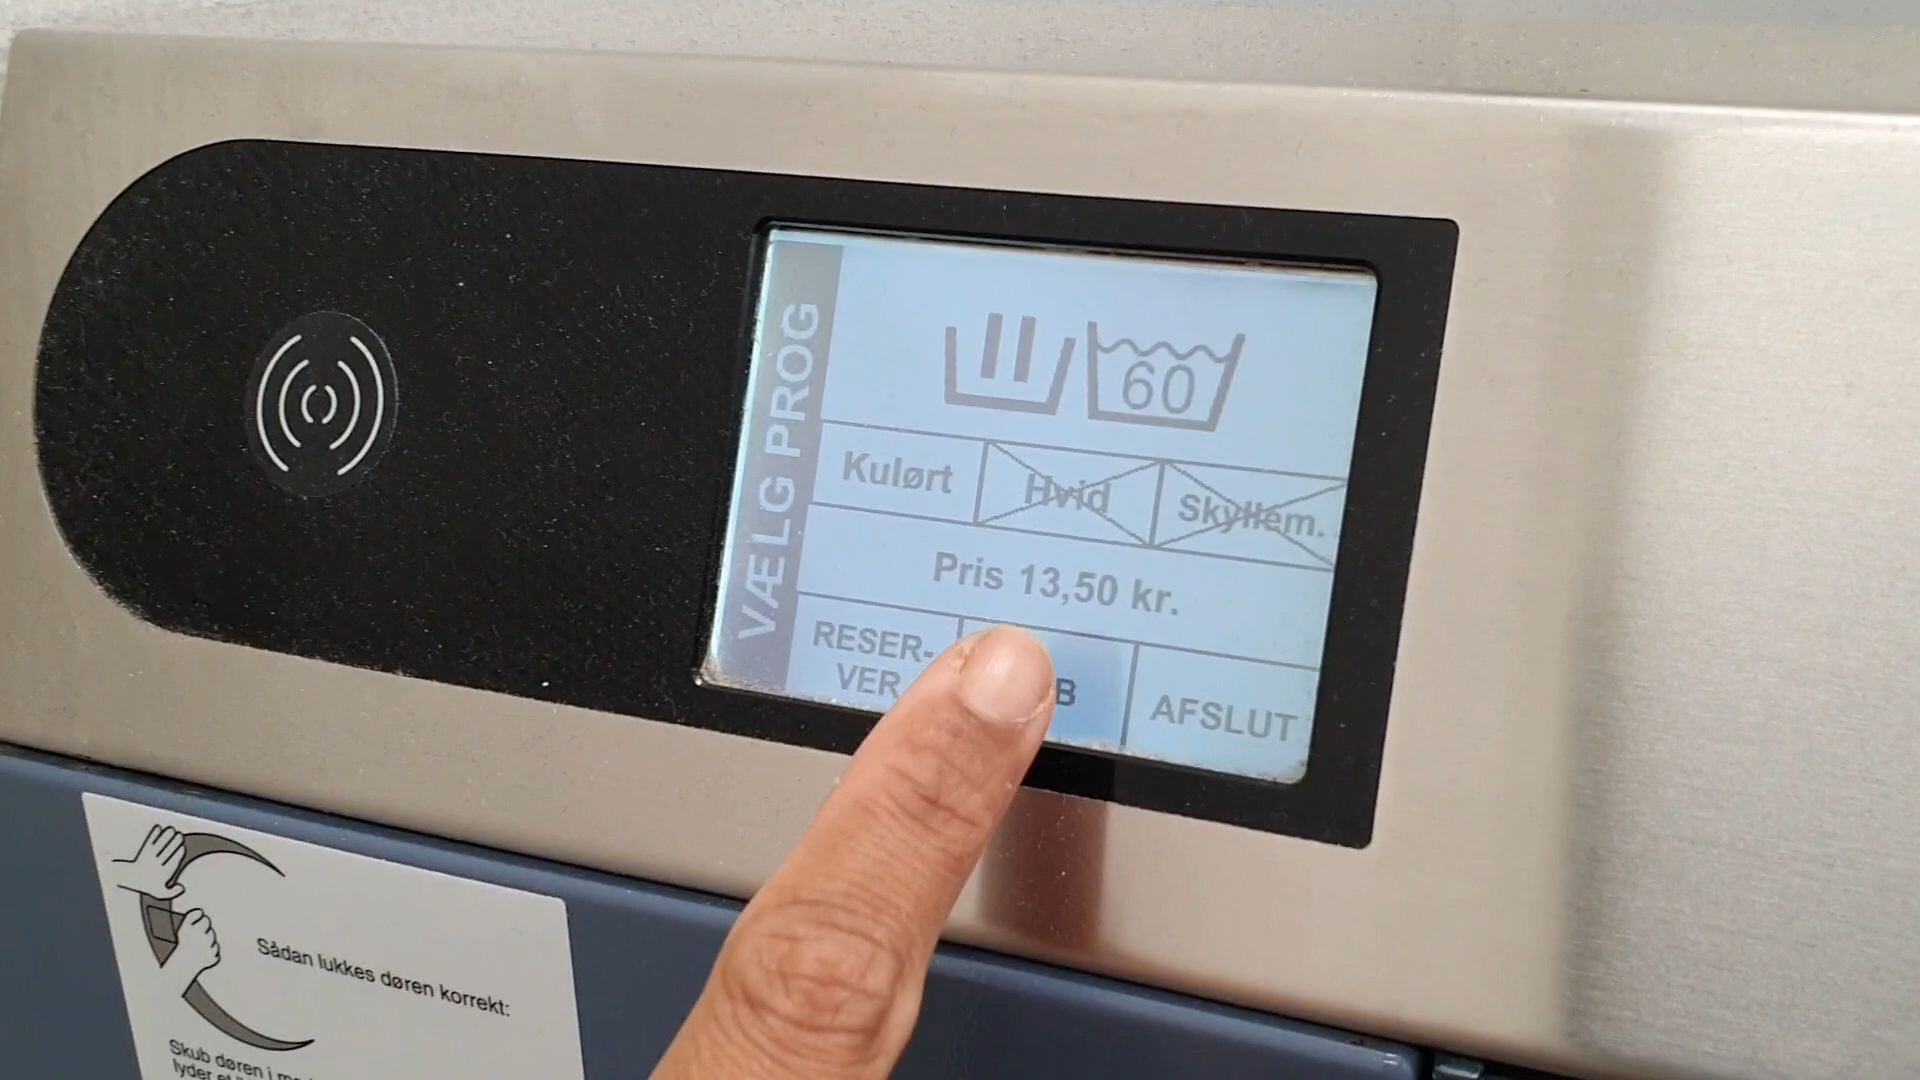 VÆLG PROG
60
Kulørt Hvid Skyllem.
Pris 13,50 kr.
RESER-
VER
AFSLUT
Sådan lukkes døren korrekt:
Skub døren i
lyder et